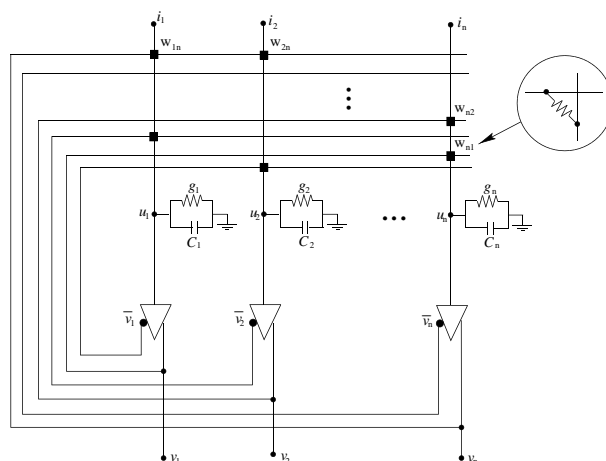 i1 i2 in
w1n w2n
wn2
wn1
g1 g2 gn
u1 u2 un
C1 C2 Cn
v̅1 v̅2 v̅n
v1 v2